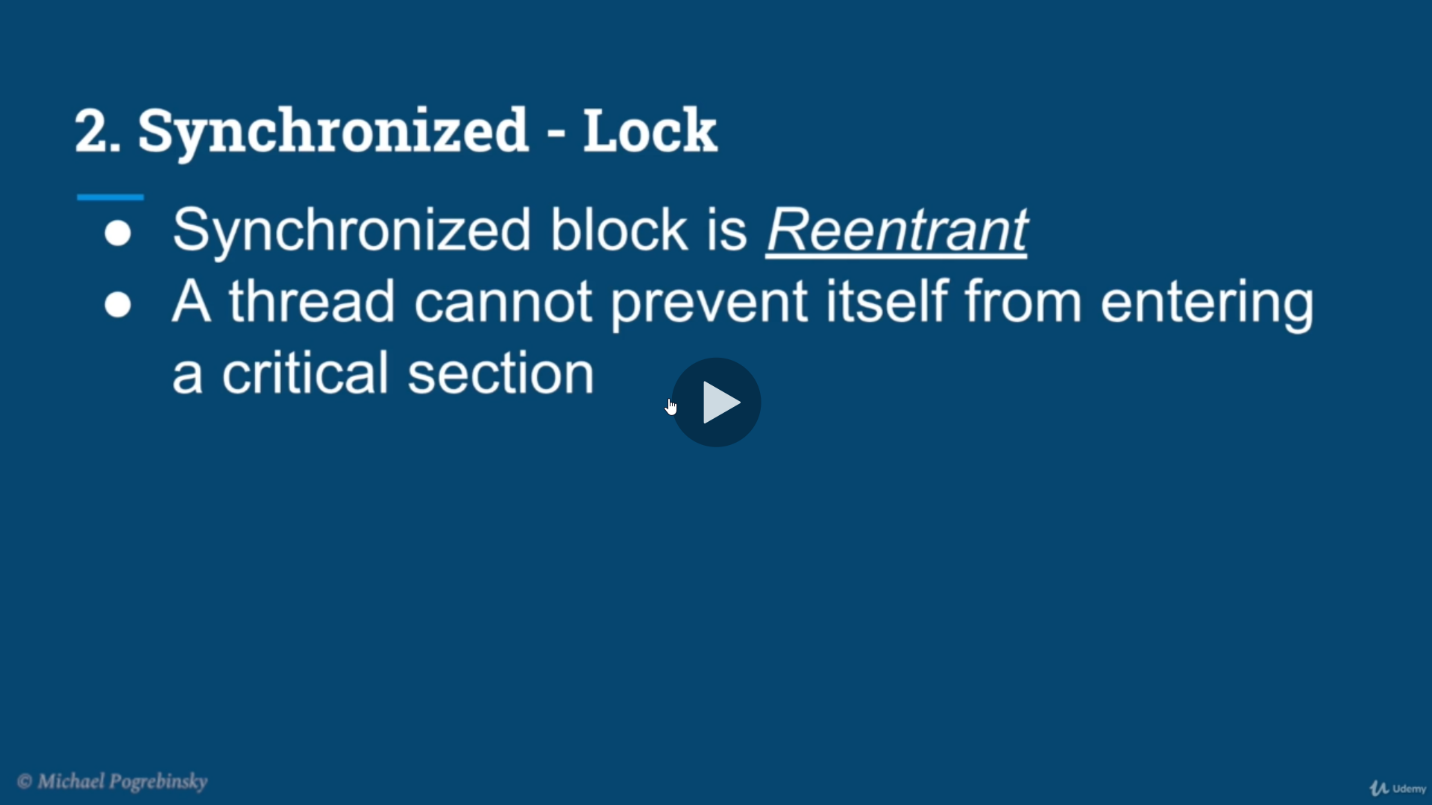 2. Synchronized - Lock
● Synchronized block is Reentrant
● A thread cannot prevent itself from entering
a critical section
© Michael Pogrebinsky
Udemy